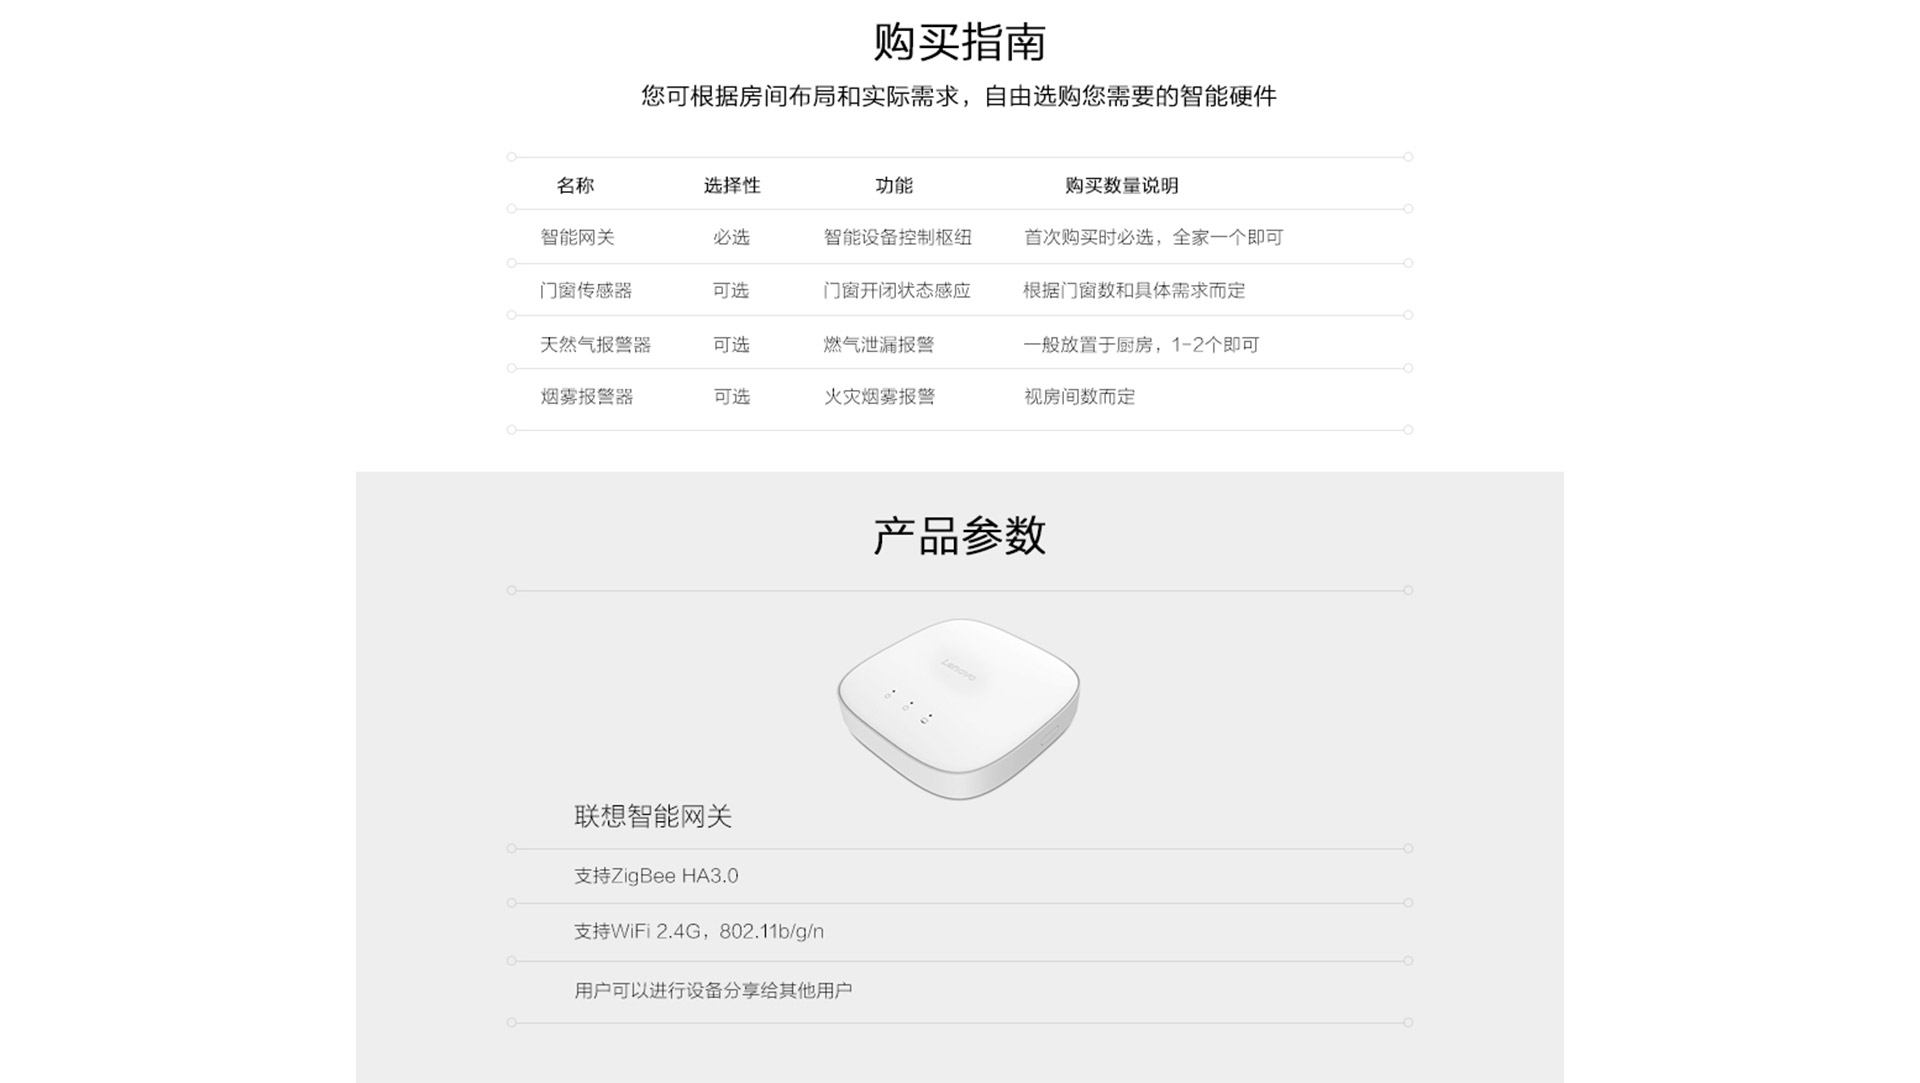 购买指南
您可根据房间布局和实际需求，自由选购您需要的智能硬件
名称 选择性 功能 购买数量说明
智能网关 必选 智能设备控制枢纽 首次购买时必选，全家一个即可
门窗传感器 可选 门窗开闭状态感应 根据门窗数和具体需求而定
天然气报警器 可选 燃气泄漏报警 一般放置于厨房，1-2个即可
烟雾报警器 可选 火灾烟雾报警 视房间数而定
产品参数
Lenovo
联想智能网关
支持ZigBee HA3.0
支持WiFi 2.4G，802.11b/g/n
用户可以进行设备分享给其他用户